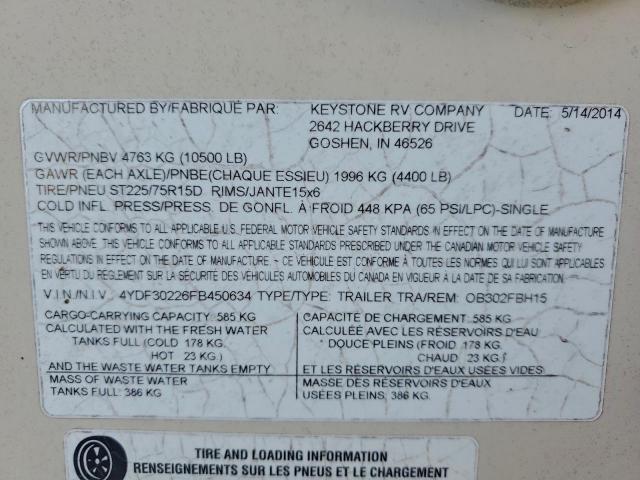 MANUFACTURED BY/FABRIQUÉ PAR: KEYSTONE RV COMPANY DATE: 5/14/2014
2642 HACKBERRY DRIVE
GOSHEN, IN 46526
GVWR/PNBV 4763 KG (10500 LB)
GAWR (EACH AXLE)/PNBE(CHAQUE ESSIEU) 1996 KG (4400 LB)
TIRE/PNEU ST225/75R15D RIMS/JANTE15x6
COLD INFL. PRESS/PRESS. DE GONFL. À FROID 448 KPA (65 PSI/LPC)-SINGLE
THIS VEHICLE CONFORMS TO ALL APPLICABLE U.S. FEDERAL MOTOR VEHICLE SAFETY STANDARDS IN EFFECT ON THE DATE OF MANUFACTURE
SHOWN ABOVE. THIS VEHICLE CONFORMS TO ALL APPLICABLE STANDARDS PRESCRIBED UNDER THE CANADIAN MOTOR VEHICLE SAFETY
REGULATIONS IN EFFECT ON THE DATE OF MANUFACTURE - CE VÉHICULE EST CONFORME À TOUTES LES NORMES QUI LUI SONT APPLICABLES
EN VERTU DU REGLEMENT SUR LA SÉCURITÉ DES VÉHICULES AUTOMOBILES DU CANADA EN VIGUEUR À LA DATE DE SA FABRICATION
V.I.N./N.I.V. 4YDF30226FB450634 TYPE/TYPE: TRAILER TRA/REM: OB302FBH15
CARGO-CARRYING CAPACITY: 585 KG
CALCULATED WITH THE FRESH WATER
TANKS FULL: (COLD 178 KG.
HOT 23 KG.)
AND THE WASTE WATER TANKS EMPTY
MASS OF WASTE WATER
TANKS FULL: 386 KG
CAPACITÉ DE CHARGEMENT: 585 KG
CALCULÉE AVEC LES RÉSERVOIRS D'EAU
DOUCE PLEINS (FROID 178 KG.
CHAUD 23 KG.)
ET LES RÉSERVOIRS D'EAUX USÉES VIDES
MASSE DÈS RÉSERVOIRS D'EAUX
USÉES PLEINS: 386 KG.
TIRE AND LOADING INFORMATION
RENSEIGNEMENTS SUR LES PNEUS ET LE CHARGEMENT